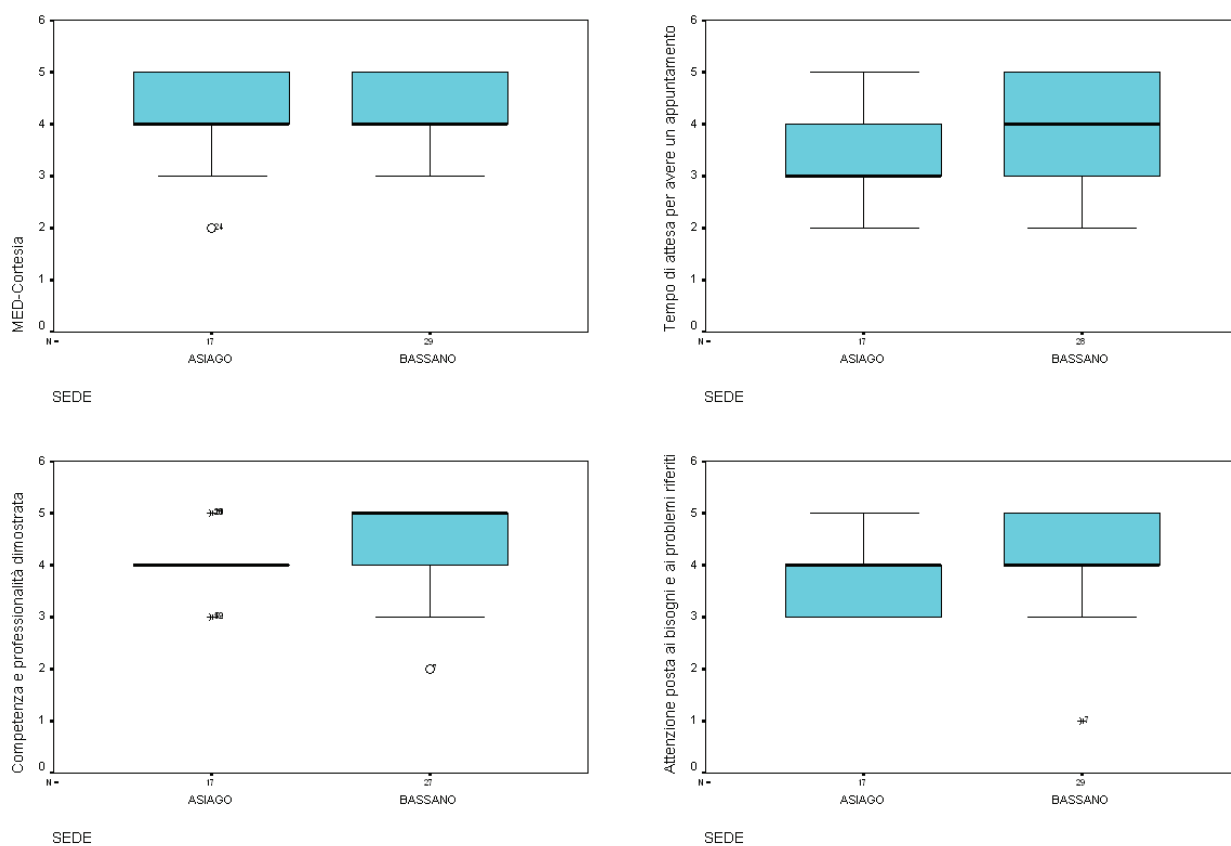 MED-Cortesia
6
5
4
3
2
1
0
24
N =
17
29
ASIAGO
BASSANO
SEDE
Tempo di attesa per avere un appuntamento
6
5
4
3
2
1
0
N =
17
28
ASIAGO
BASSANO
SEDE
Competenza e professionalità dimostrata
6
5
4
3
2
1
0
7
N =
17
27
ASIAGO
BASSANO
SEDE
Attenzione posta ai bisogni e ai problemi riferiti
6
5
4
3
2
1
0
7
N =
17
29
ASIAGO
BASSANO
SEDE